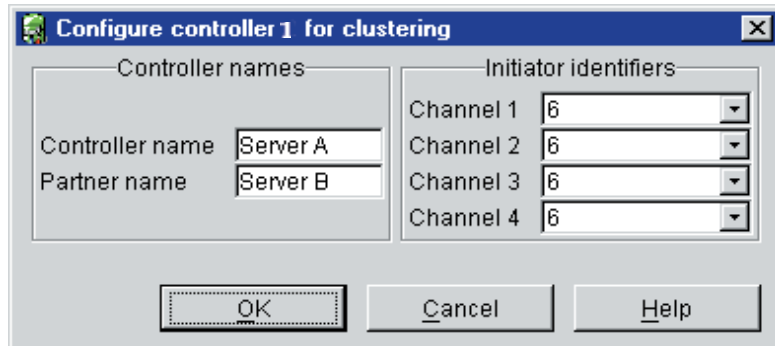 Configure controller 1 for clustering
Controller names
Controller name Server A
Partner name Server B
Initiator identifiers
Channel 1 6
Channel 2 6
Channel 3 6
Channel 4 6
OK Cancel Help